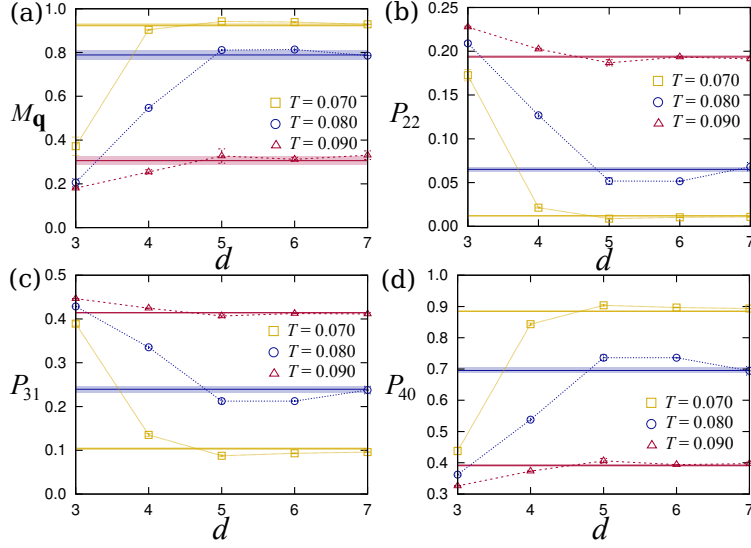 (a)
1.0
0.8
0.6
0.4
0.2
0.0
M_q
T = 0.070
T = 0.080
T = 0.090
3 4 5 6 7
d
(b)
0.20
0.15
0.10
0.05
0.00
P_22
T = 0.070
T = 0.080
T = 0.090
3 4 5 6 7
d
(c)
0.5
0.4
0.3
0.2
0.1
0.0
P_31
T = 0.070
T = 0.080
T = 0.090
3 4 5 6 7
d
(d)
1.0
0.9
0.8
0.7
0.6
0.5
0.4
0.3
P_40
T = 0.070
T = 0.080
T = 0.090
3 4 5 6 7
d